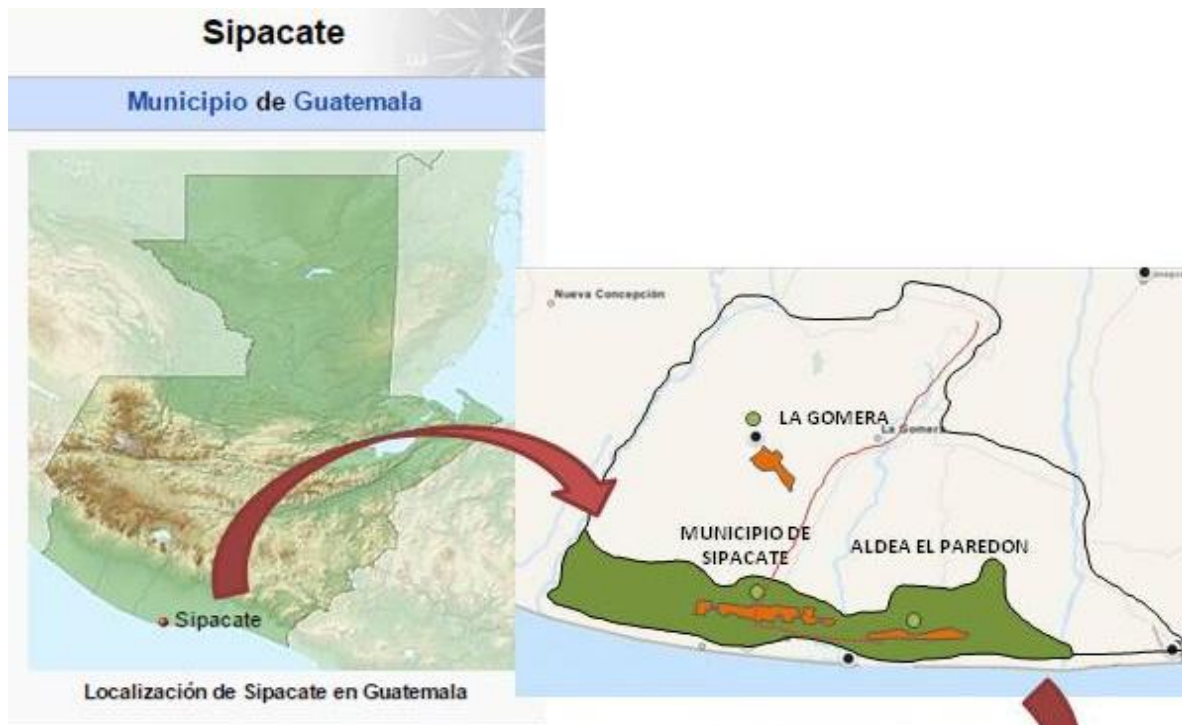 Sipacate
Municipio de Guatemala
Sipacate
Localización de Sipacate en Guatemala
Nueva Concepción
LA GOMERA
La Gomera
MUNICIPIO DE
SIPACATE
ALDEA EL PAREDON